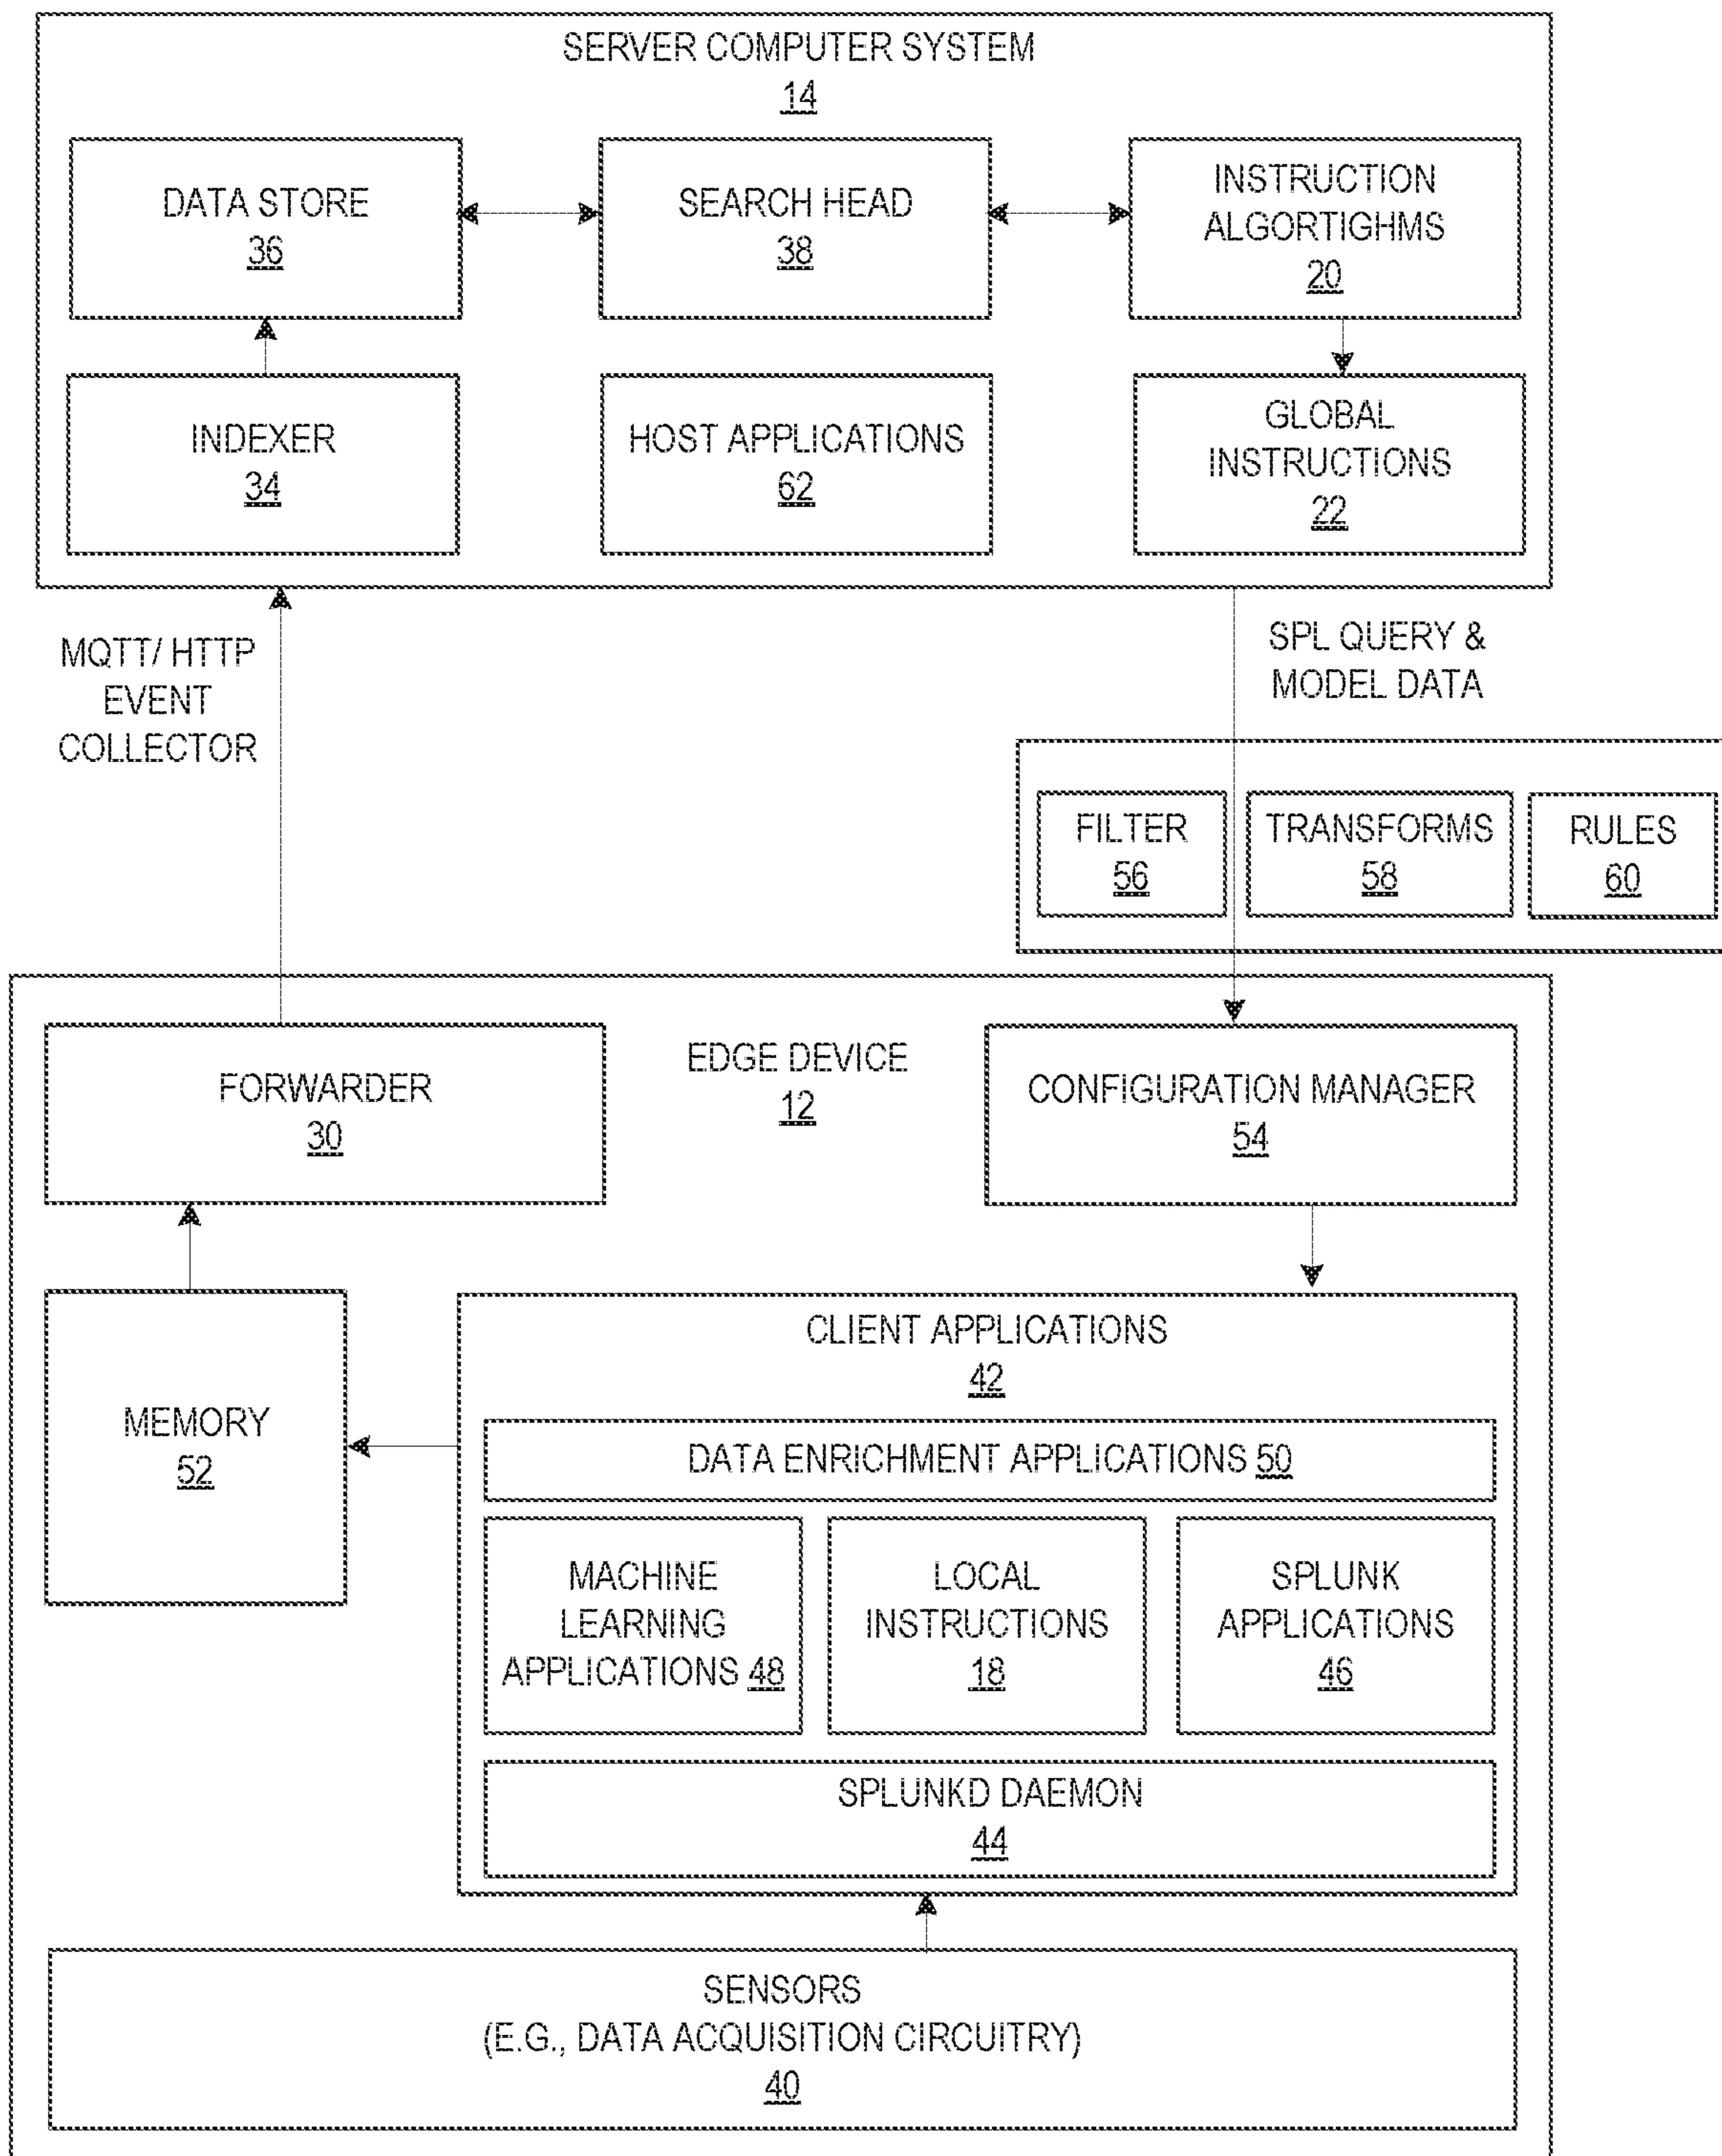 SERVER COMPUTER SYSTEM
14
DATA STORE
36
SEARCH HEAD
38
INSTRUCTION
ALGORTIGHMS
20
INDEXER
34
HOST APPLICATIONS
62
GLOBAL
INSTRUCTIONS
22
MQTT/ HTTP
EVENT
COLLECTOR
SPL QUERY &
MODEL DATA
FILTER
56
TRANSFORMS
58
RULES
60
FORWARDER
30
EDGE DEVICE
12
CONFIGURATION MANAGER
54
MEMORY
52
CLIENT APPLICATIONS
42
DATA ENRICHMENT APPLICATIONS 50
MACHINE
LEARNING
APPLICATIONS 48
LOCAL
INSTRUCTIONS
18
SPLUNK
APPLICATIONS
46
SPLUNKD DAEMON
44
SENSORS
(E.G., DATA ACQUISITION CIRCUITRY)
40